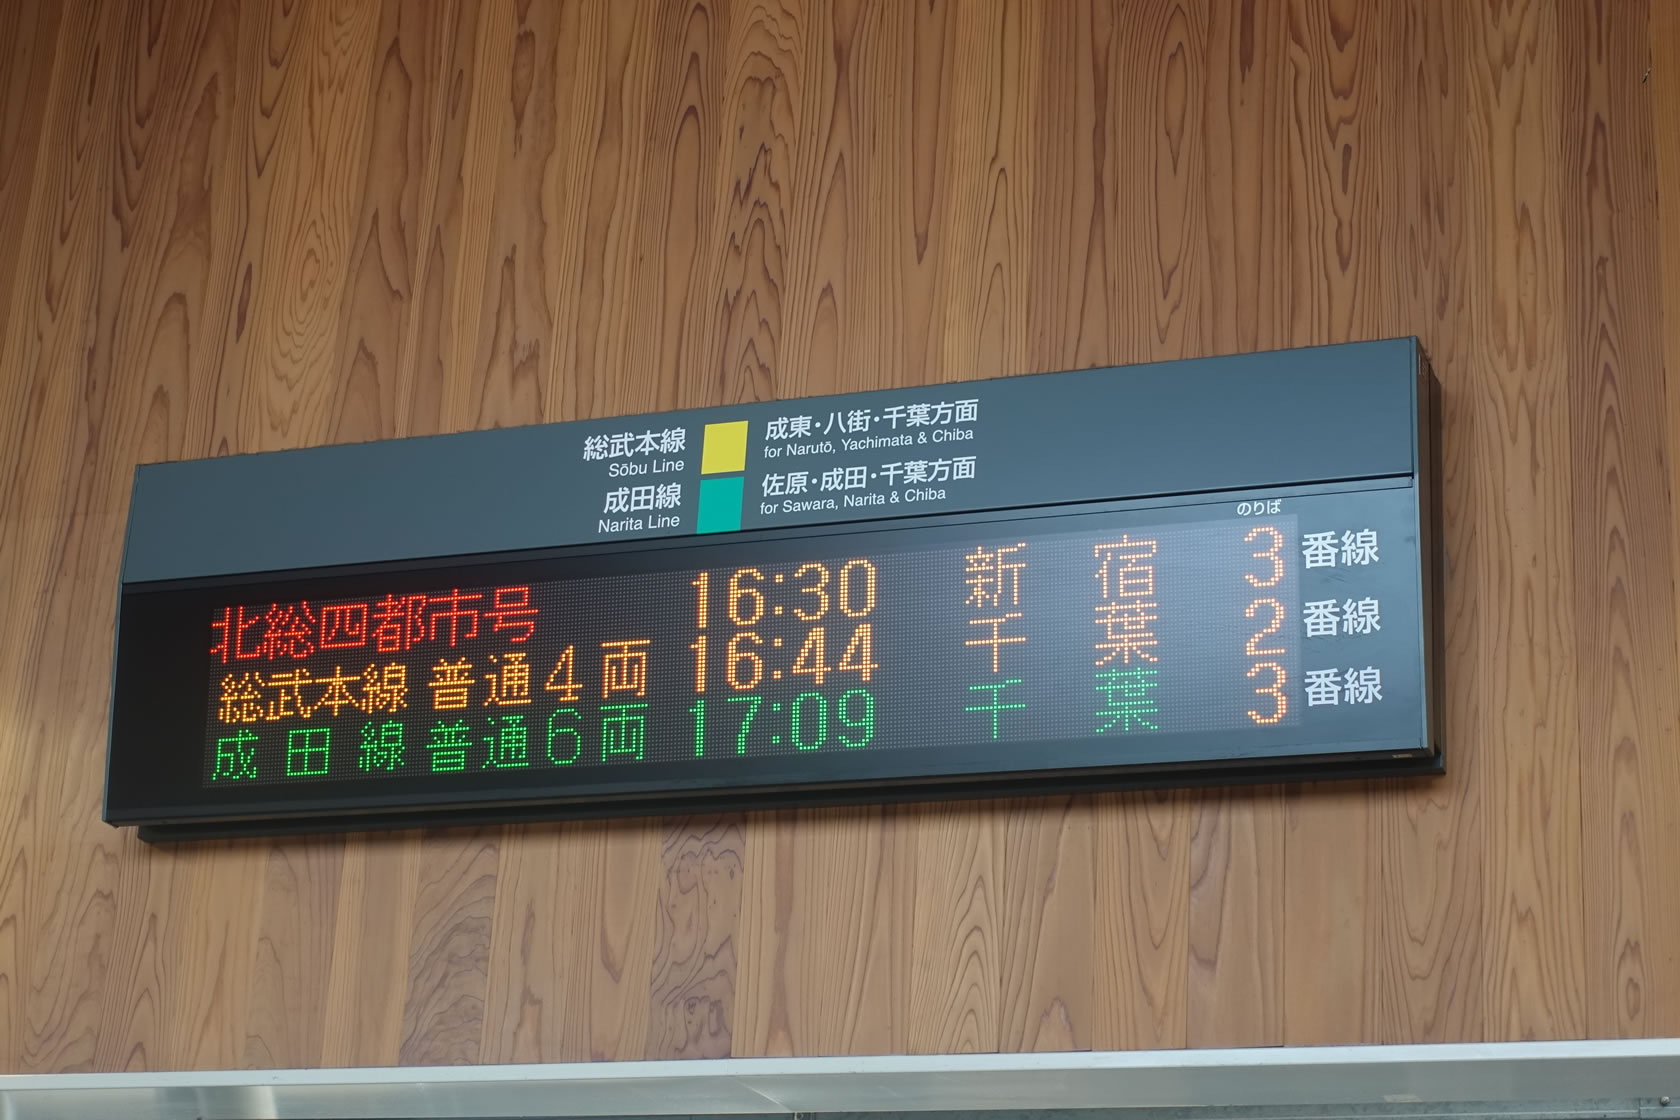 総武本線 成東・八街・千葉方面
Sōbu Line for Narutō, Yachimata & Chiba
成田線 佐原・成田・千葉方面
Narita Line for Sawara, Narita & Chiba
のりば
北総四都市号 16:30 新宿 3 番線
総武本線 普通4両 16:44 千葉 2 番線
成田線 普通6両 17:09 千葉 3 番線